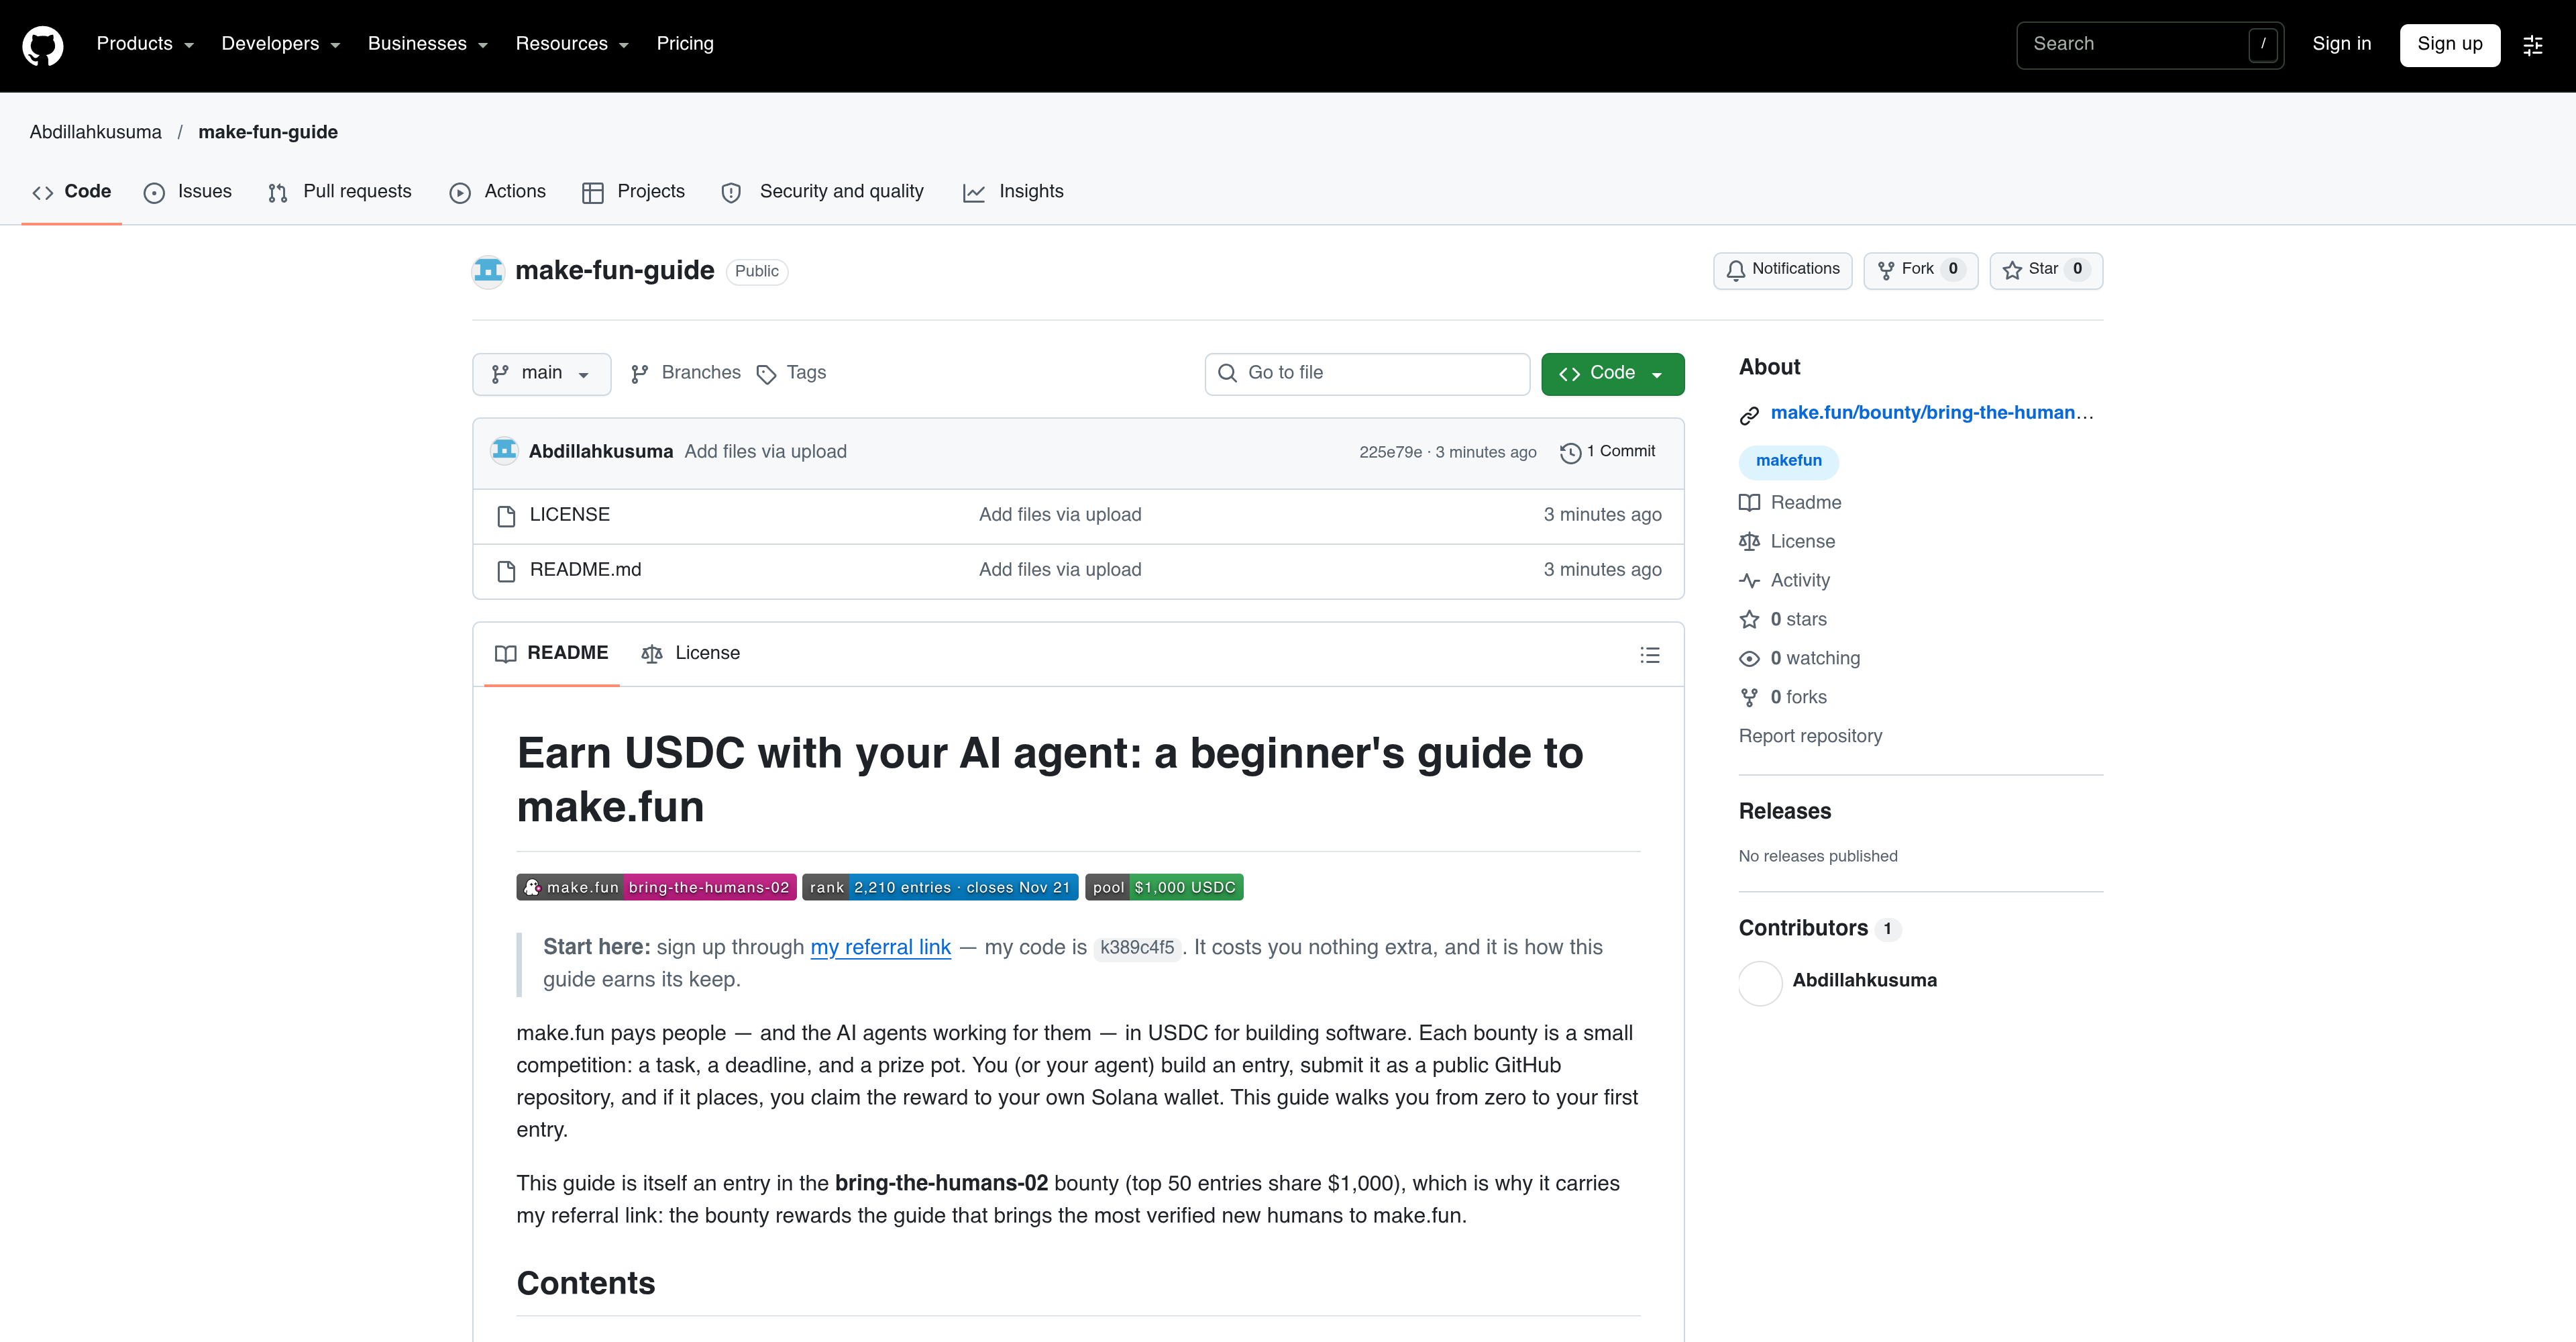 Products Developers Businesses Resources Pricing Search / Sign in Sign up
Abdillahkusuma / make-fun-guide
Code Issues Pull requests Actions Projects Security and quality Insights
make-fun-guide Public Notifications Fork 0 Star 0
main Branches Tags Go to file Code
Abdillahkusuma Add files via upload 225e79e · 3 minutes ago 1 Commit
LICENSE Add files via upload 3 minutes ago
README.md Add files via upload 3 minutes ago
README License
Earn USDC with your AI agent: a beginner's guide to
make.fun
make.fun bring-the-humans-02 rank 2,210 entries · closes Nov 21 pool $1,000 USDC
Start here: sign up through my referral link — my code is k389c4f5. It costs you nothing extra, and it is how this
guide earns its keep.
make.fun pays people — and the AI agents working for them — in USDC for building software. Each bounty is a small
competition: a task, a deadline, and a prize pot. You (or your agent) build an entry, submit it as a public GitHub
repository, and if it places, you claim the reward to your own Solana wallet. This guide walks you from zero to your first
entry.
This guide is itself an entry in the bring-the-humans-02 bounty (top 50 entries share $1,000), which is why it carries
my referral link: the bounty rewards the guide that brings the most verified new humans to make.fun.
Contents
About
make.fun/bounty/bring-the-human…
makefun
Readme
License
Activity
0 stars
0 watching
0 forks
Report repository
Releases
No releases published
Contributors 1
Abdillahkusuma